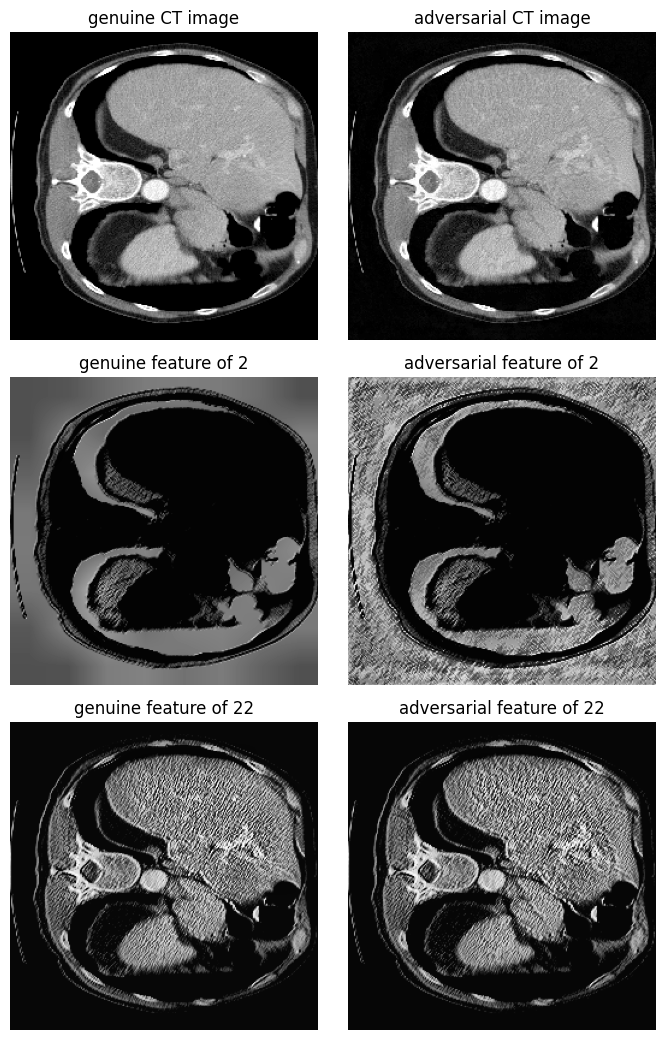 genuine CT image
adversarial CT image
genuine feature of 2
adversarial feature of 2
genuine feature of 22
adversarial feature of 22